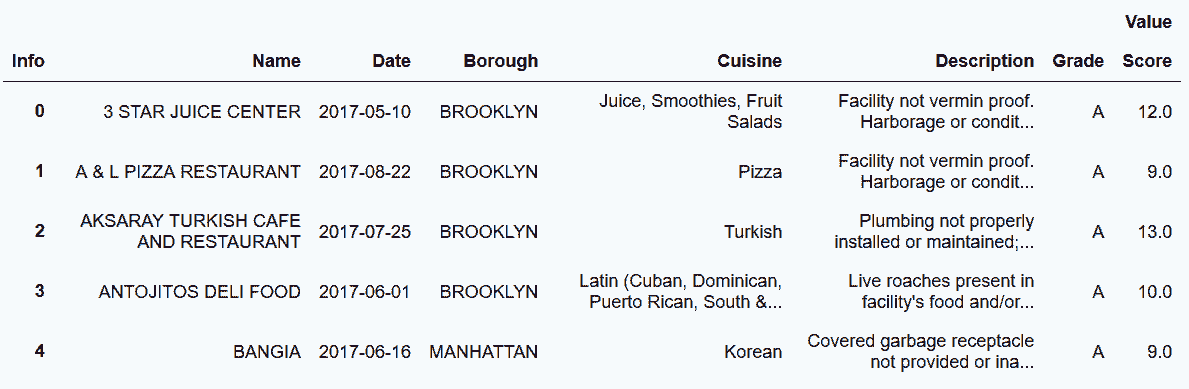 Value
Info Name Date Borough Cuisine Description Grade Score
0 3 STAR JUICE CENTER 2017-05-10 BROOKLYN Juice, Smoothies, Fruit Salads Facility not vermin proof. Harborage or condit... A 12.0
1 A & L PIZZA RESTAURANT 2017-08-22 BROOKLYN Pizza Facility not vermin proof. Harborage or condit... A 9.0
2 AKSARAY TURKISH CAFE AND RESTAURANT 2017-07-25 BROOKLYN Turkish Plumbing not properly installed or maintained;... A 13.0
3 ANTOJITOS DELI FOOD 2017-06-01 BROOKLYN Latin (Cuban, Dominican, Puerto Rican, South &... Live roaches present in facility's food and/or... A 10.0
4 BANGIA 2017-06-16 MANHATTAN Korean Covered garbage receptacle not provided or ina... A 9.0